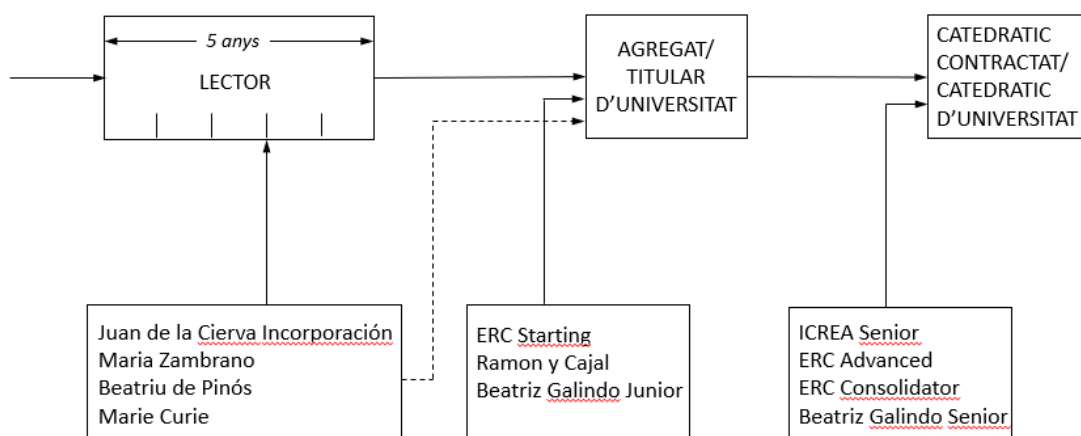 5 anys
LECTOR
AGREGAT/
TITULAR
D'UNIVERSITAT
CATEDRATIC
CONTRACTAT/
CATEDRATIC
D'UNIVERSITAT
Juan de la Cierva Incorporación
Maria Zambrano
Beatriu de Pinós
Marie Curie
ERC Starting
Ramon y Cajal
Beatriz Galindo Junior
ICREA Senior
ERC Advanced
ERC Consolidator
Beatriz Galindo Senior